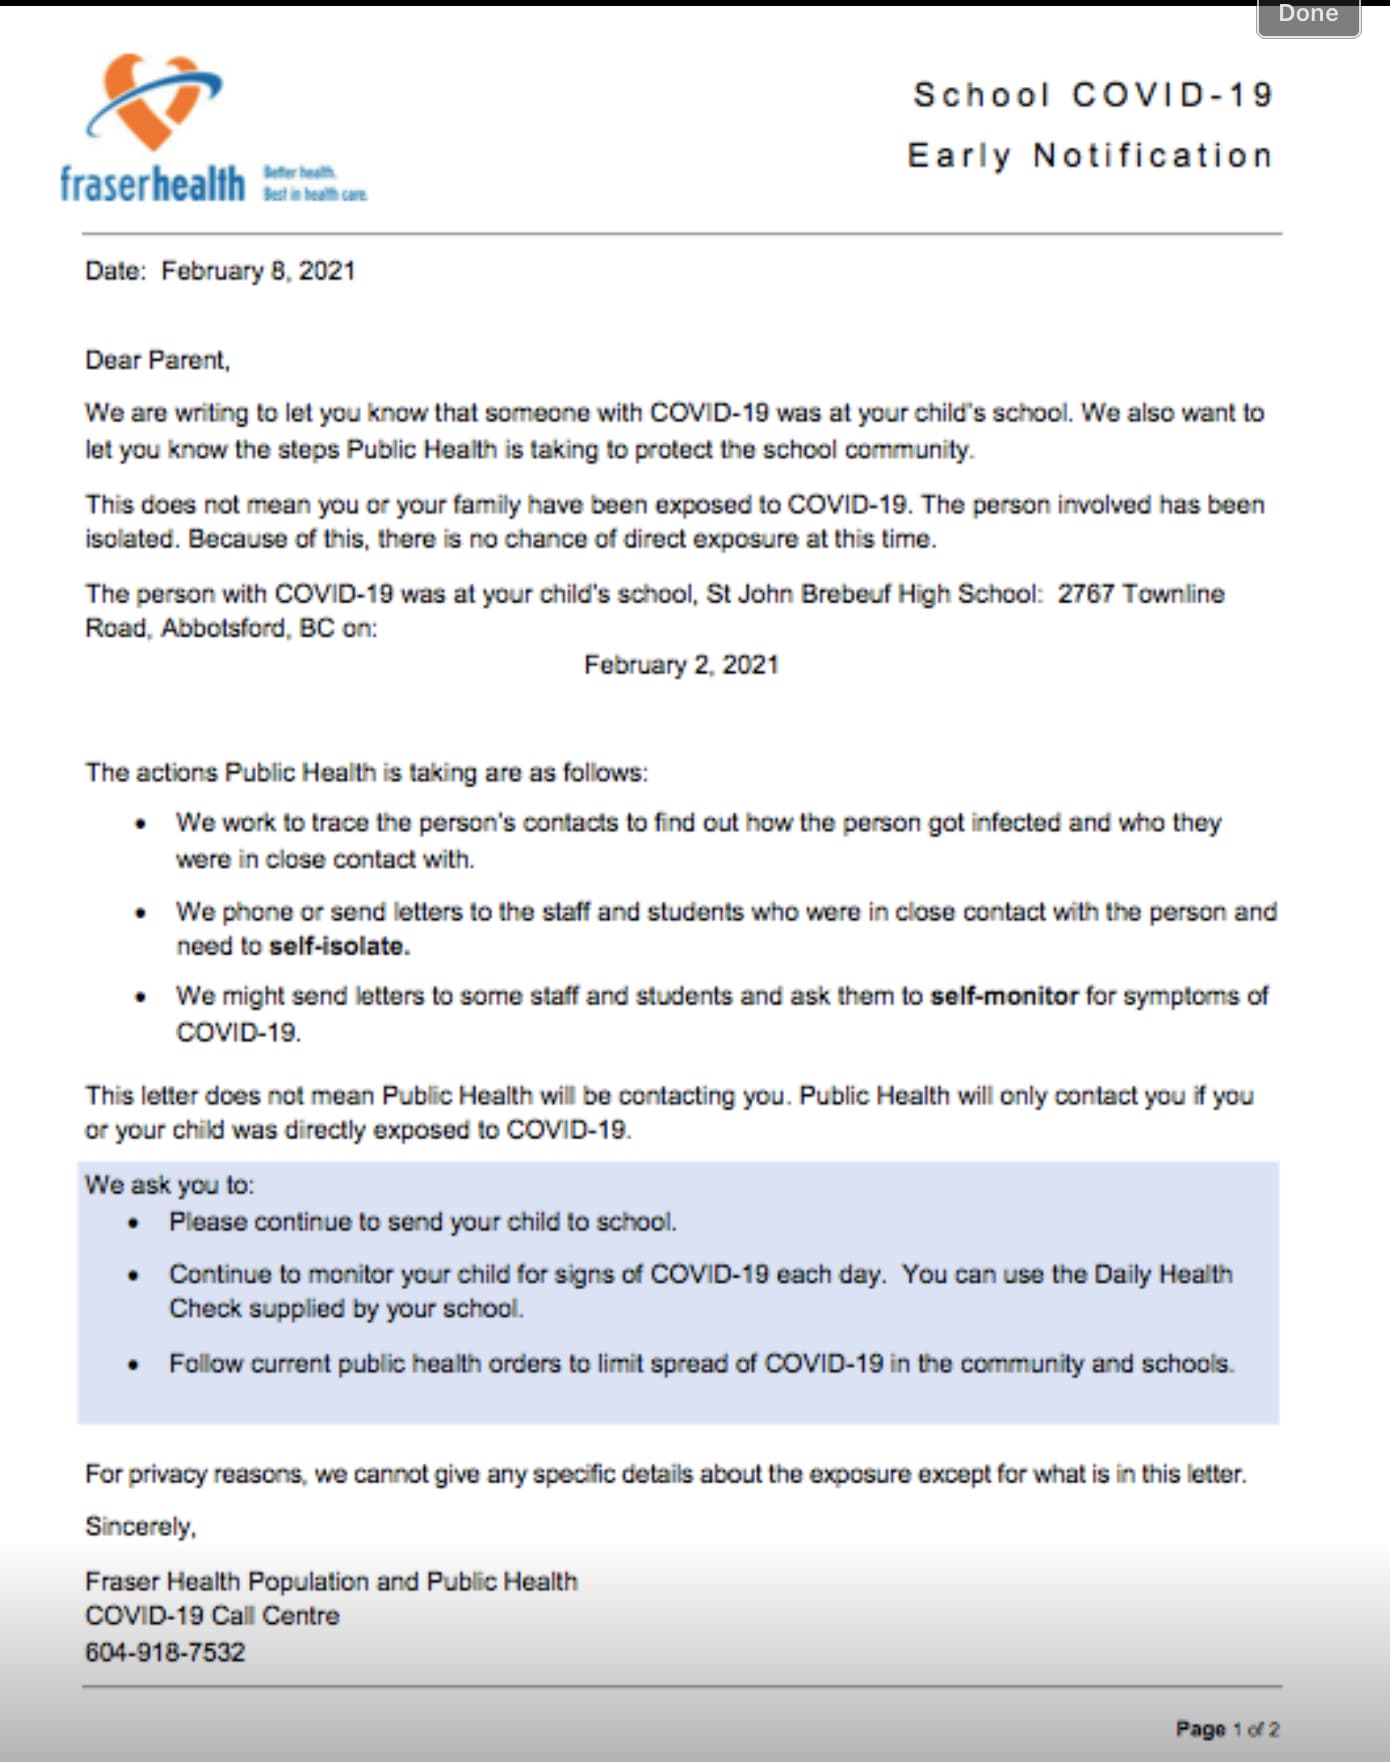 Done
School COVID-19
Early Notification
fraserhealth
Better health.
Best in health care.
Date: February 8, 2021
Dear Parent,
We are writing to let you know that someone with COVID-19 was at your child's school. We also want to
let you know the steps Public Health is taking to protect the school community.
This does not mean you or your family have been exposed to COVID-19. The person involved has been
isolated. Because of this, there is no chance of direct exposure at this time.
The person with COVID-19 was at your child's school, St John Brebeuf High School: 2767 Townline
Road, Abbotsford, BC on:
February 2, 2021
The actions Public Health is taking are as follows:
• We work to trace the person's contacts to find out how the person got infected and who they
were in close contact with.
• We phone or send letters to the staff and students who were in close contact with the person and
need to self-isolate.
• We might send letters to some staff and students and ask them to self-monitor for symptoms of
COVID-19.
This letter does not mean Public Health will be contacting you. Public Health will only contact you if you
or your child was directly exposed to COVID-19.
We ask you to:
• Please continue to send your child to school.
• Continue to monitor your child for signs of COVID-19 each day. You can use the Daily Health
Check supplied by your school.
• Follow current public health orders to limit spread of COVID-19 in the community and schools.
For privacy reasons, we cannot give any specific details about the exposure except for what is in this letter.
Sincerely,
Fraser Health Population and Public Health
COVID-19 Call Centre
604-918-7532
Page 1 of 2